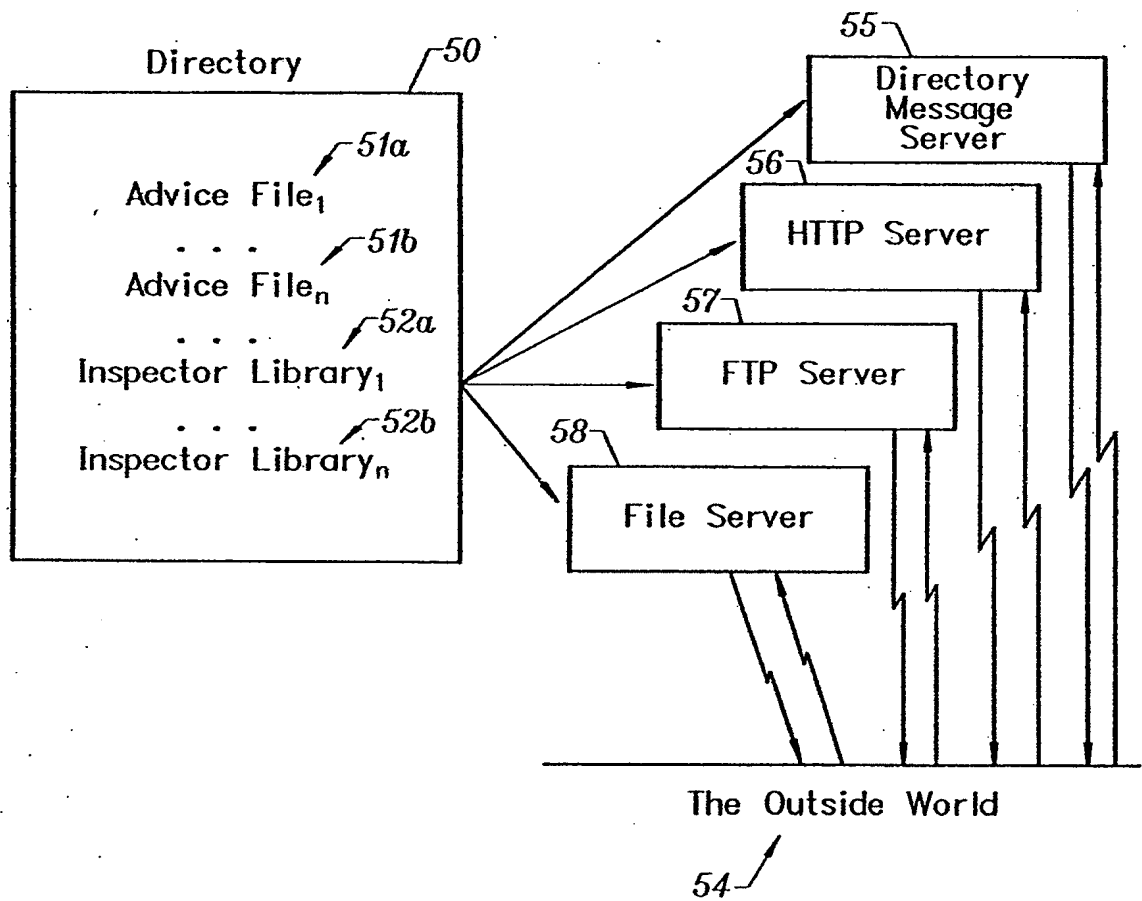 Directory
50
51a
Advice File1
. . .
51b
Advice Filen
. . .
52a
Inspector Library1
. . .
52b
Inspector Libraryn
55
Directory
Message
Server
56
HTTP Server
57
FTP Server
58
File Server
The Outside World
54